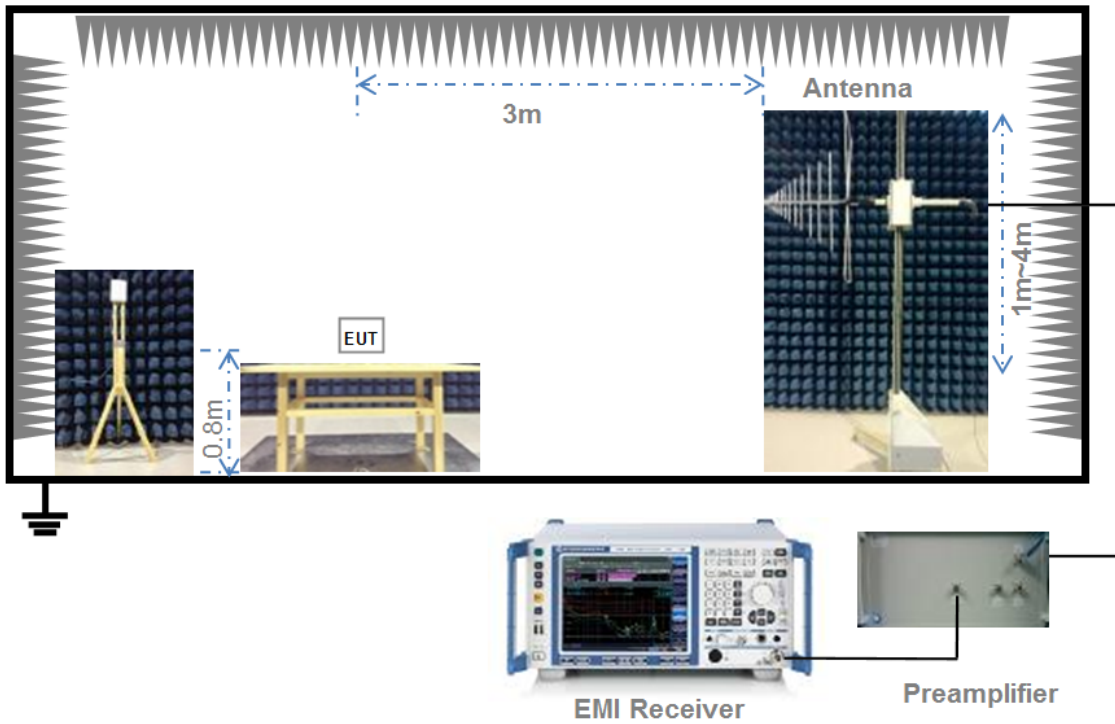 Antenna
3m
1m~4m
EUT
0.8m
EMI Receiver
Preamplifier